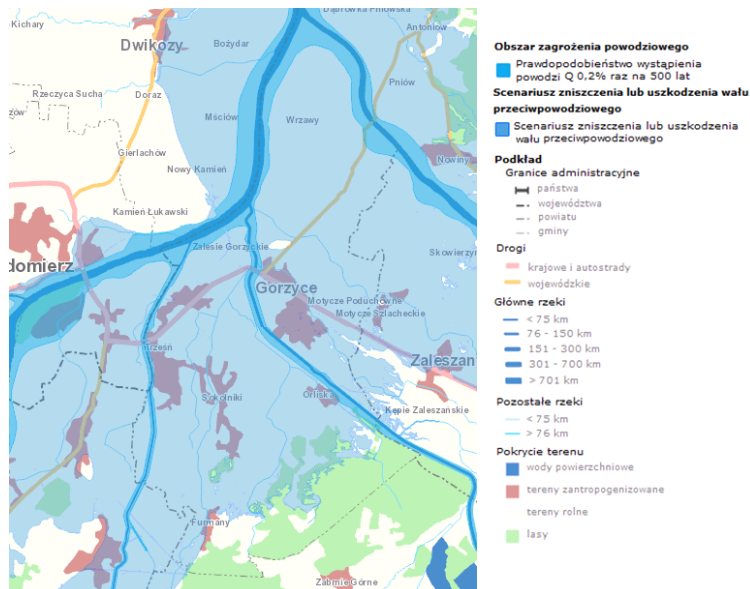 Dąbrówka Pniowska
Kichary
Antoniów
Dwikozy
Bożydar
Pniów
Rzeczyca Sucha
Doraz
Mściów
Wrzawy
Gierlachów
Nowiny
Nowy Kamień
Kamień Łukawski
Zalesie Gorzyckie
Skowierzyn
domierz
Gorzyce
Motycze Poduchowne
Motycze Szlacheckie
Trześń
Zaleszan
Sokolniki
Orliska
Kępie Zaleszańskie
Furmany
Żabmie Górne
Obszar zagrożenia powodziowego
Prawdopodobieństwo wystąpienia
powodzi Q 0,2% raz na 500 lat
Scenariusz zniszczenia lub uszkodzenia wału
przeciwpowodziowego
Scenariusz zniszczenia lub uszkodzenia
wału przeciwpowodziowego
Podkład
Granice administracyjne
państwa
województwa
powiatu
gminy
Drogi
krajowe i autostrady
wojewódzkie
Główne rzeki
< 75 km
76 - 150 km
151 - 300 km
301 - 700 km
> 701 km
Pozostałe rzeki
< 75 km
> 76 km
Pokrycie terenu
wody powierzchniowe
tereny zantropogenizowane
tereny rolne
lasy